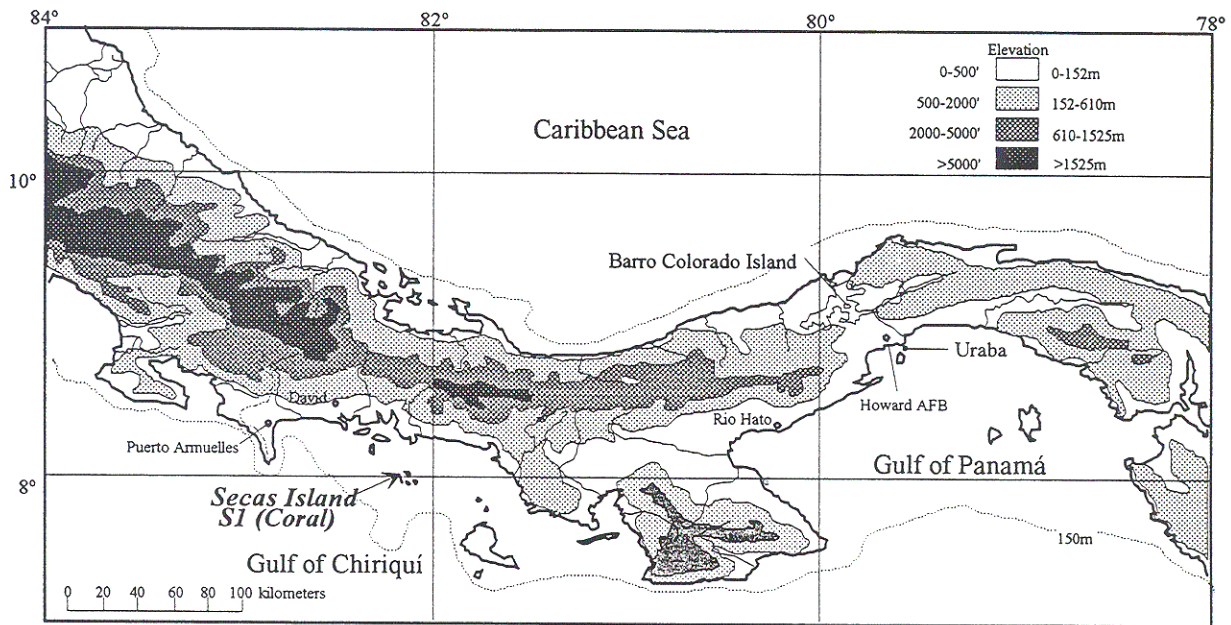 84°
82°
80°
78°
Elevation
0-500' 0-152m
500-2000' 152-610m
2000-5000' 610-1525m
>5000' >1525m
Caribbean Sea
10°
Barro Colorado Island
Uraba
David
Howard AFB
Rio Hato
Puerto Armuelles
Gulf of Panamá
8°
Secas Island
S1 (Coral)
150m
Gulf of Chiriquí
0 20 40 60 80 100 kilometers